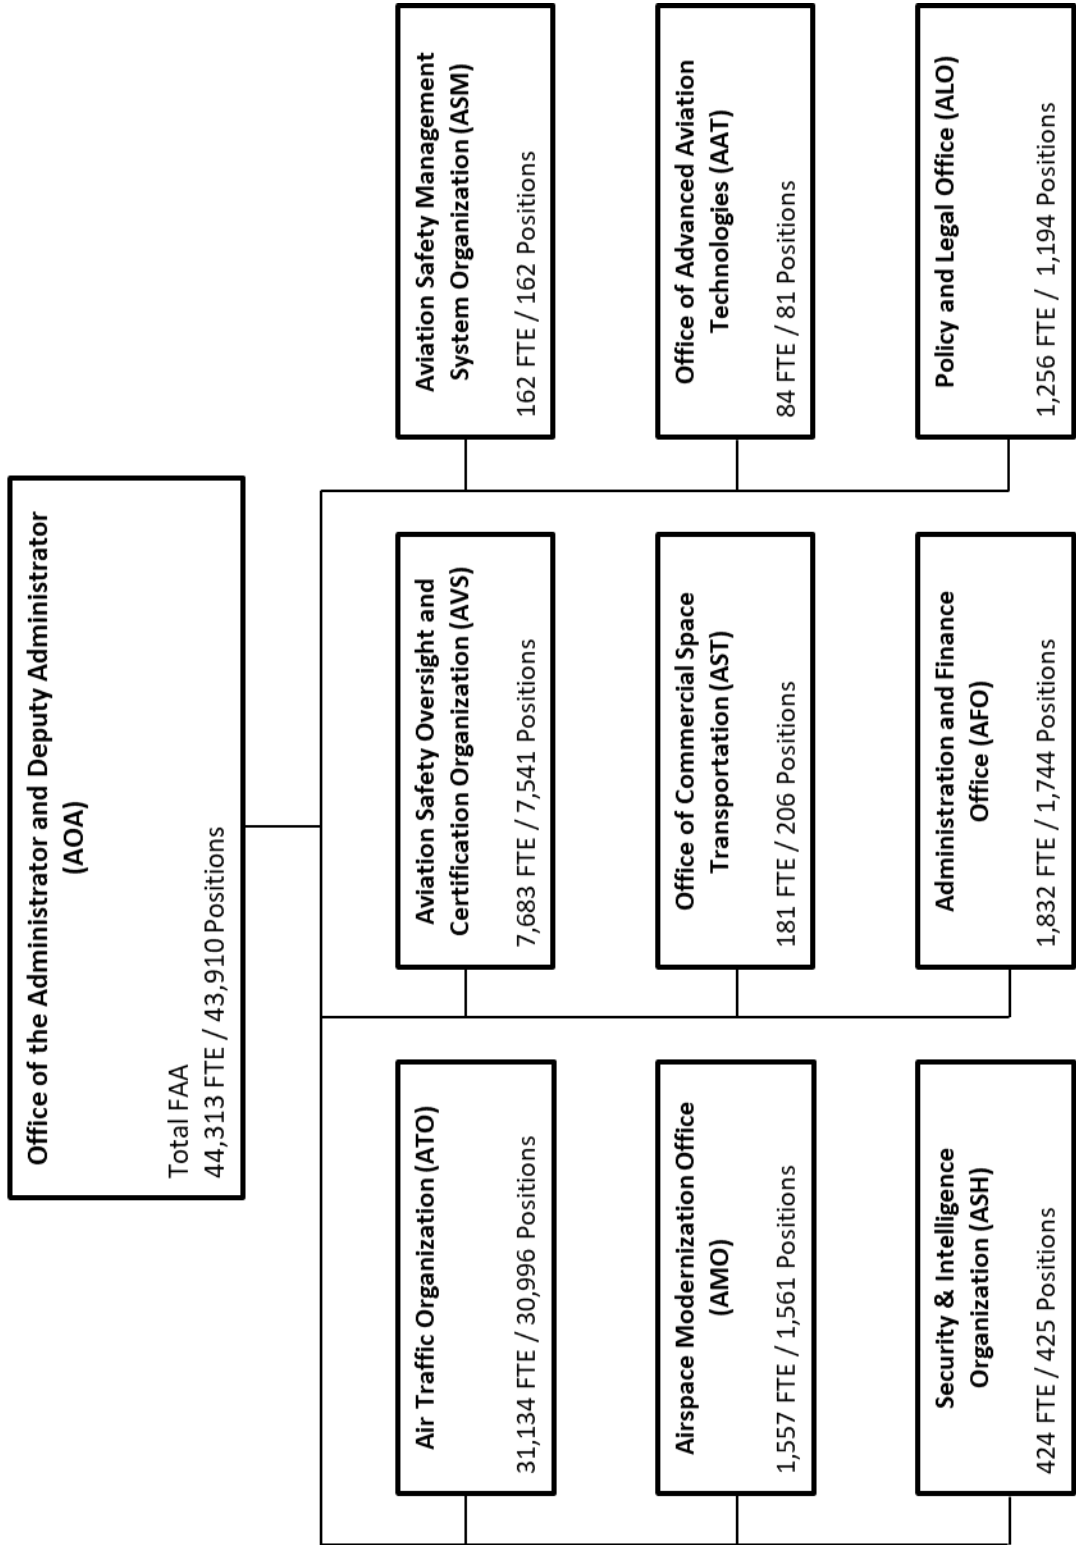 Office of the Administrator and Deputy Administrator
(AOA)
Total FAA
44,313 FTE / 43,910 Positions
Air Traffic Organization (ATO)
31,134 FTE / 30,996 Positions
Aviation Safety Oversight and
Certification Organization (AVS)
7,683 FTE / 7,541 Positions
Aviation Safety Management
System Organization (ASM)
162 FTE / 162 Positions
Airspace Modernization Office
(AMO)
1,557 FTE / 1,561 Positions
Office of Commercial Space
Transportation (AST)
181 FTE / 206 Positions
Office of Advanced Aviation
Technologies (AAT)
84 FTE / 81 Positions
Security & Intelligence
Organization (ASH)
424 FTE / 425 Positions
Administration and Finance
Office (AFO)
1,832 FTE / 1,744 Positions
Policy and Legal Office (ALO)
1,256 FTE / 1,194 Positions